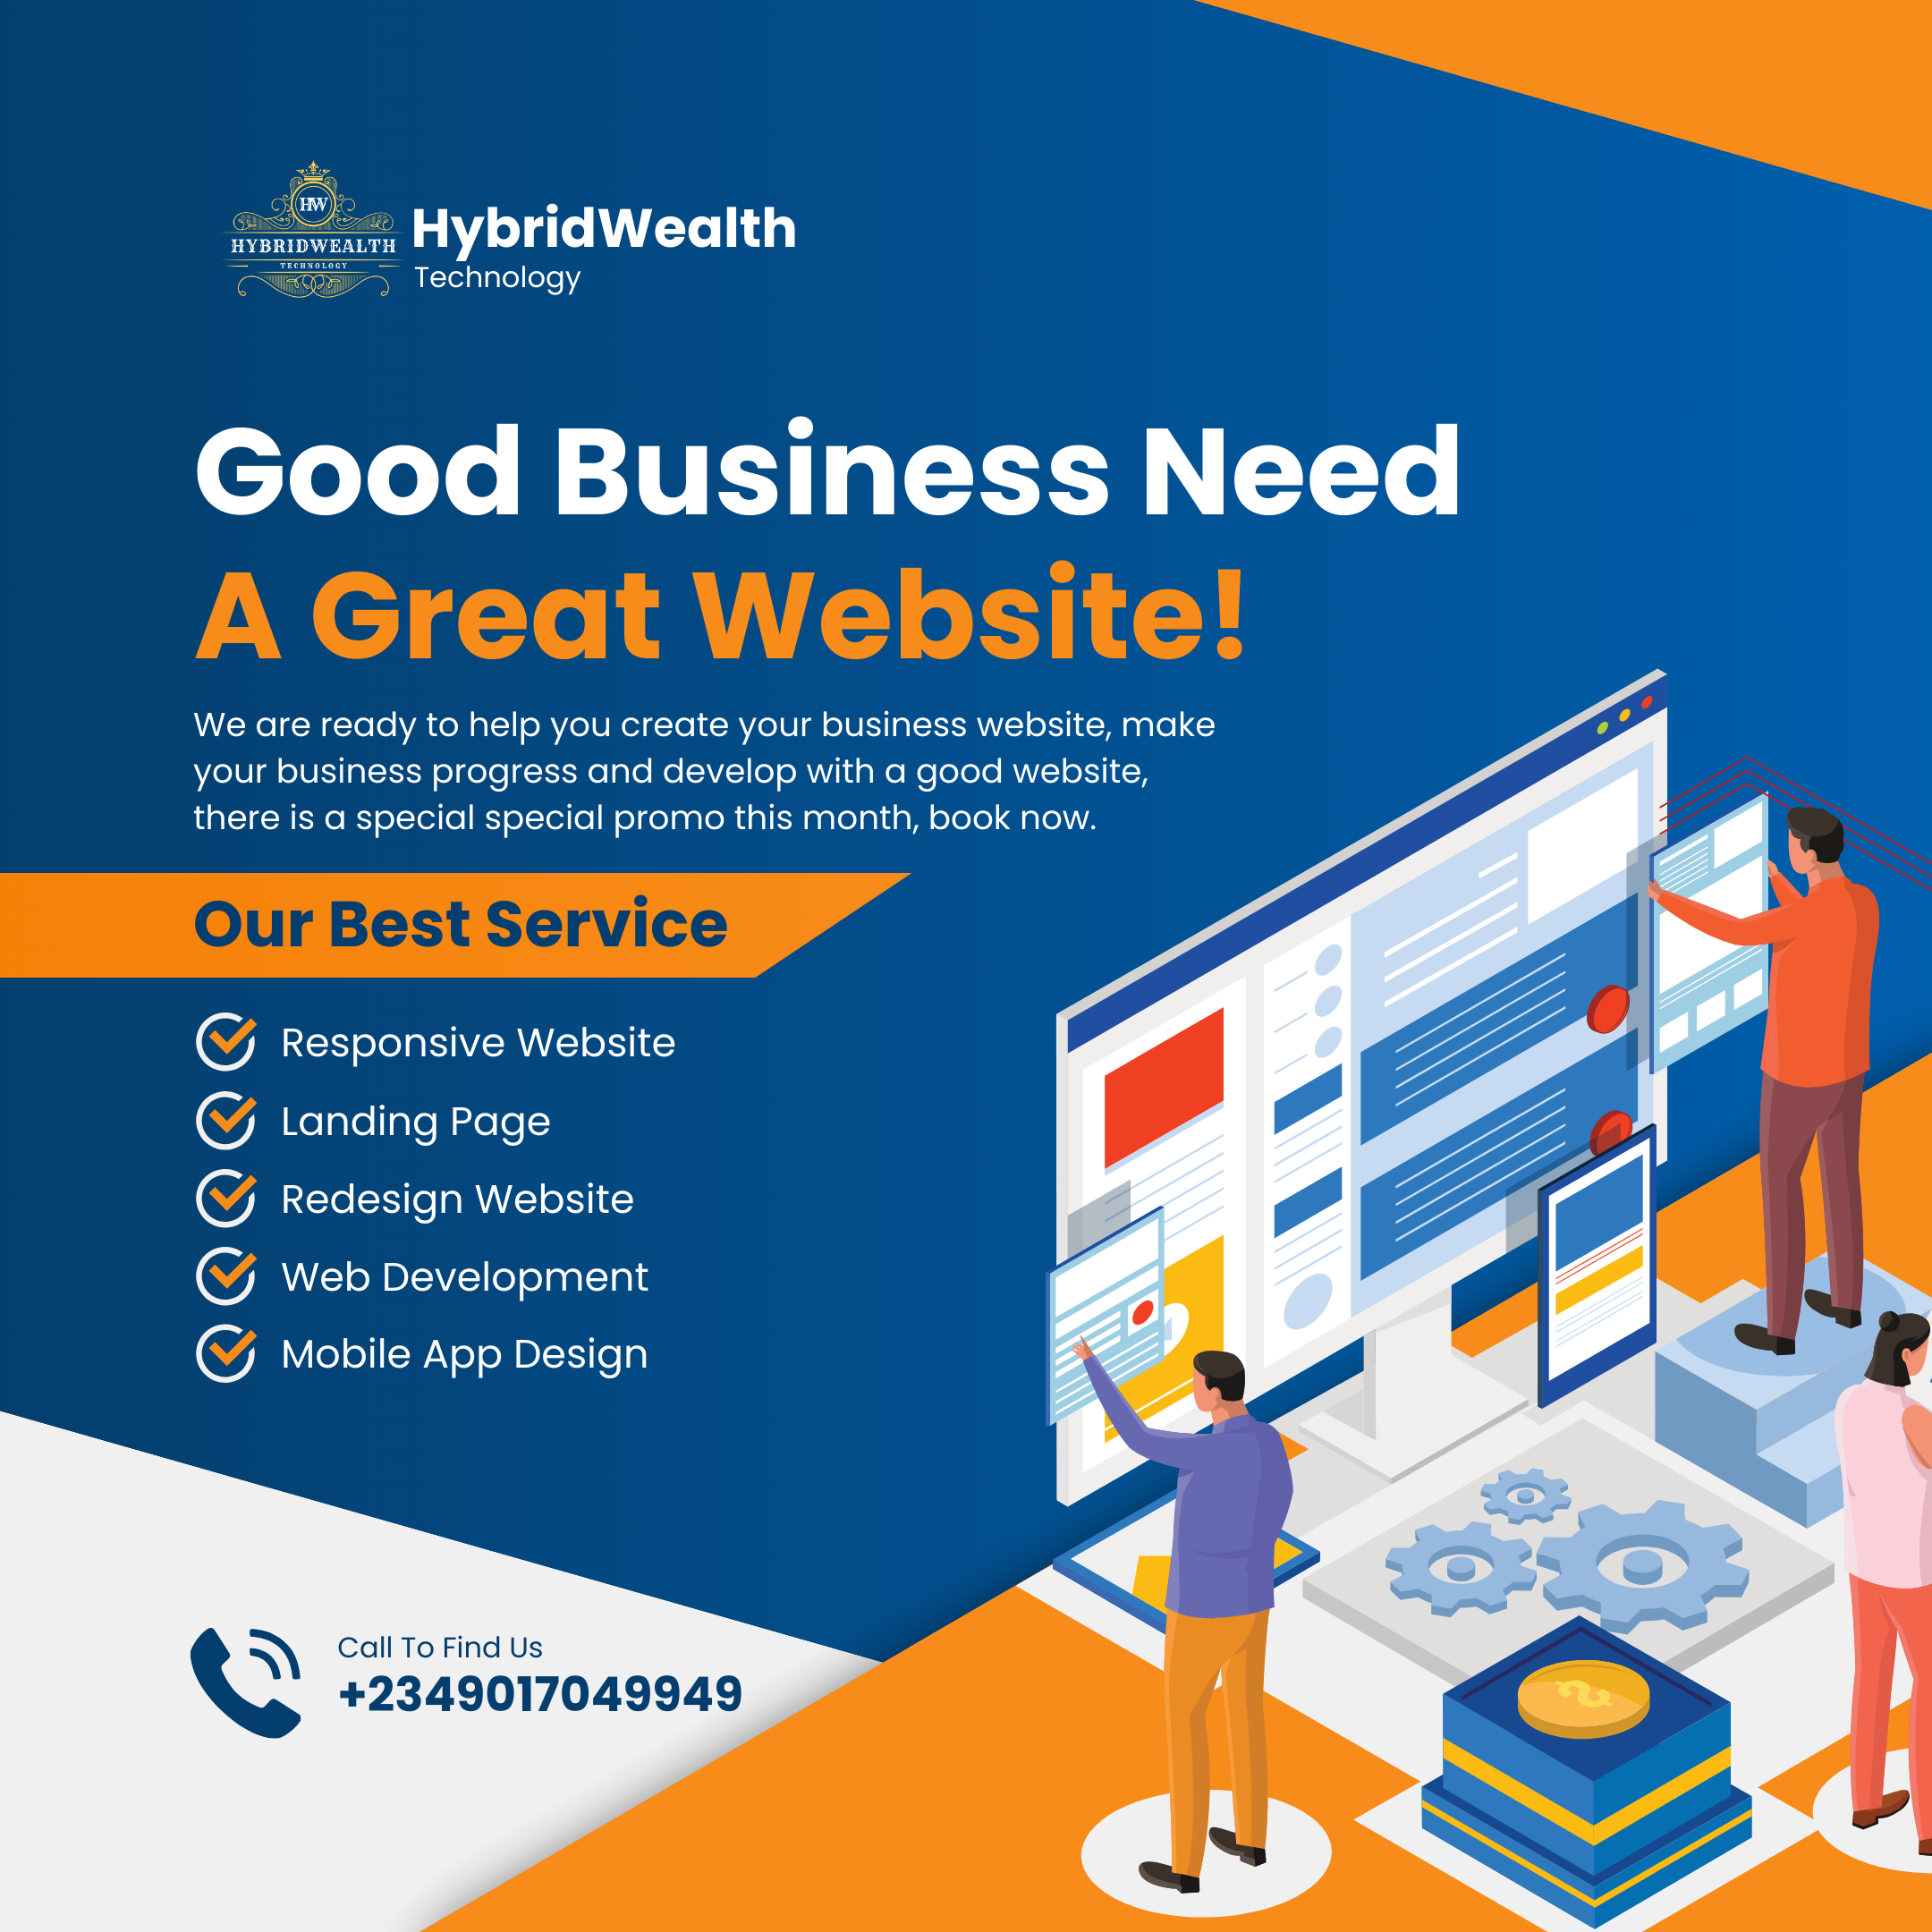 HW
HYBRIDWEALTH
TECHNOLOGY
HybridWealth
Technology
Good Business Need
A Great Website!
We are ready to help you create your business website, make
your business progress and develop with a good website,
there is a special special promo this month, book now.
Our Best Service
Responsive Website
Landing Page
Redesign Website
Web Development
Mobile App Design
Call To Find Us
+2349017049949